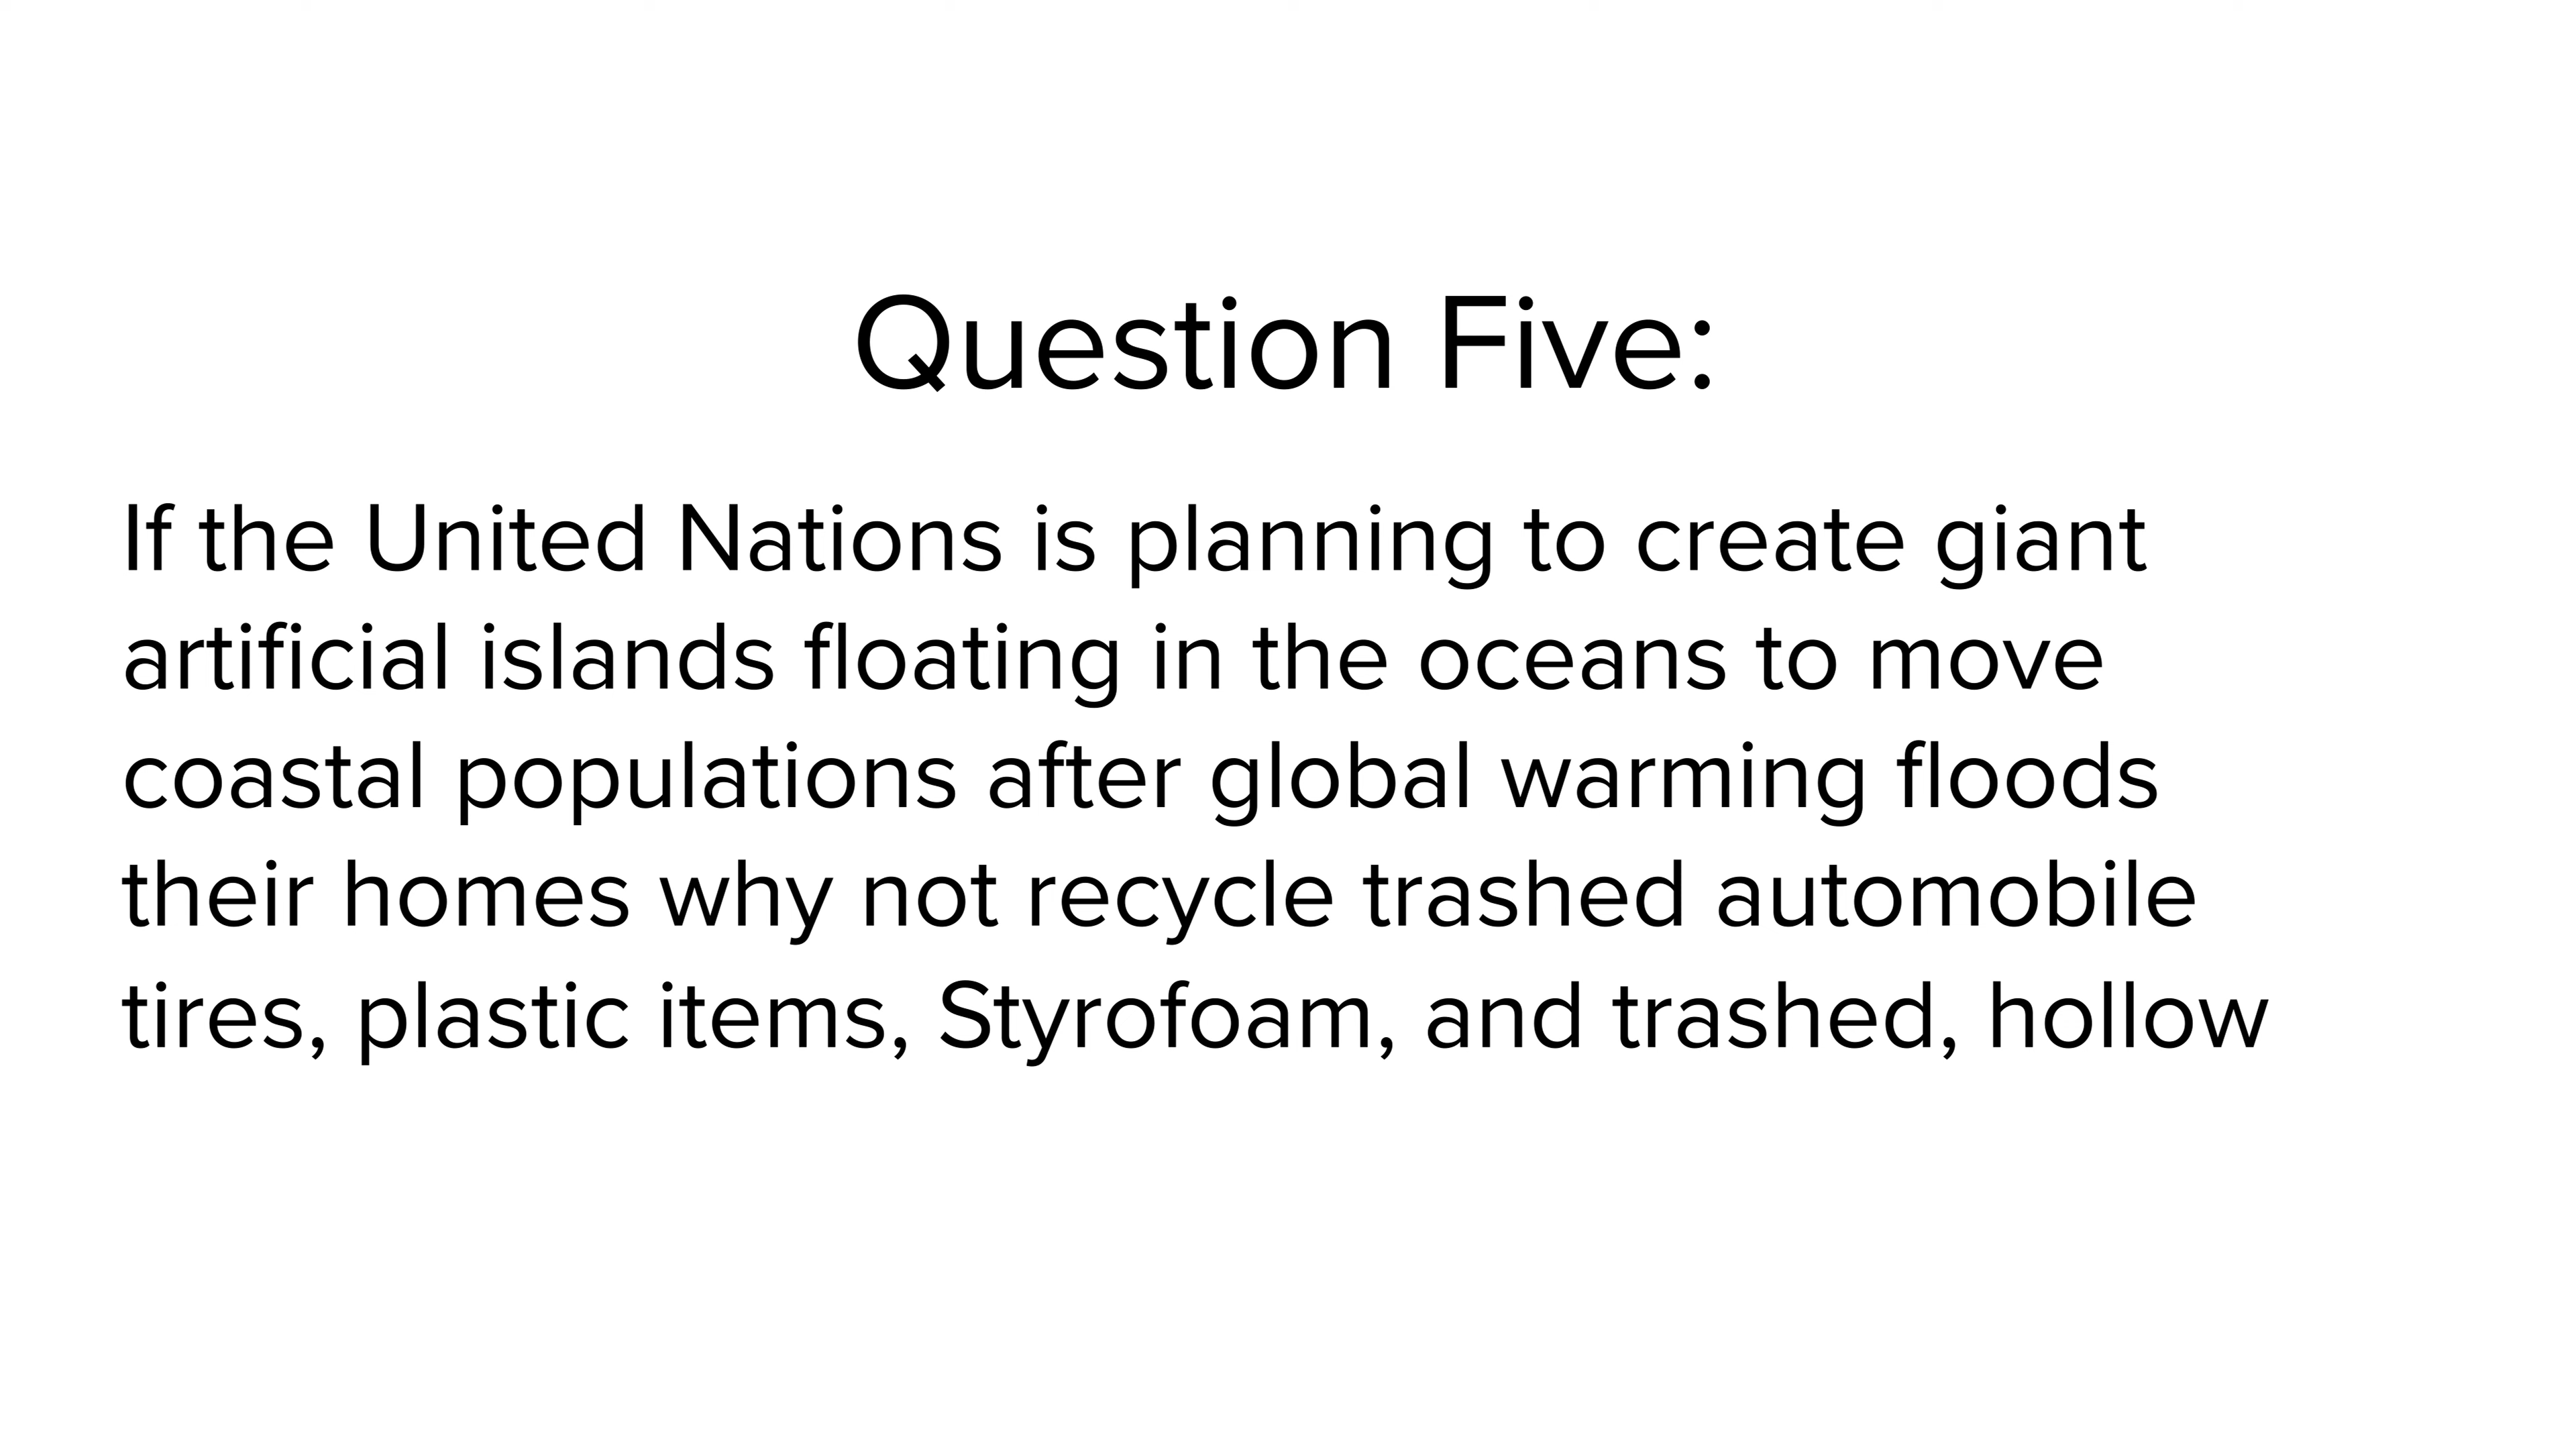 Question Five:
If the United Nations is planning to create giant
artificial islands floating in the oceans to move
coastal populations after global warming floods
their homes why not recycle trashed automobile
tires, plastic items, Styrofoam, and trashed, hollow